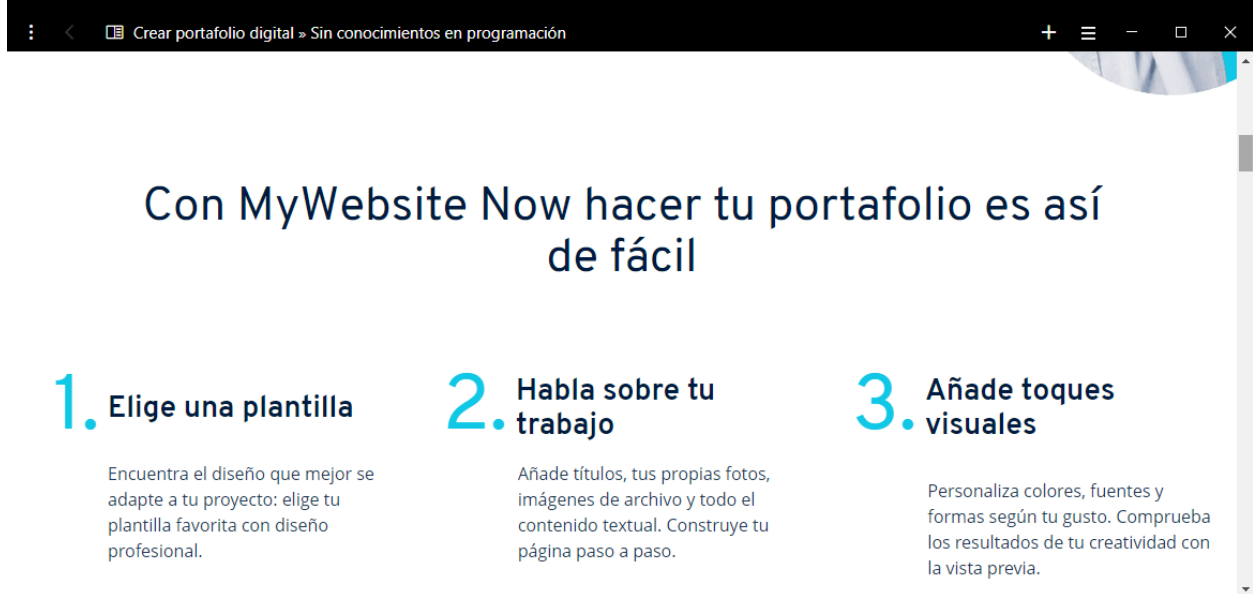 Crear portafolio digital » Sin conocimientos en programación
Con MyWebsite Now hacer tu portafolio es así
de fácil
1. Elige una plantilla
Encuentra el diseño que mejor se
adapte a tu proyecto: elige tu
plantilla favorita con diseño
profesional.
2. Habla sobre tu
trabajo
Añade títulos, tus propias fotos,
imágenes de archivo y todo el
contenido textual. Construye tu
página paso a paso.
3. Añade toques
visuales
Personaliza colores, fuentes y
formas según tu gusto. Comprueba
los resultados de tu creatividad con
la vista previa.